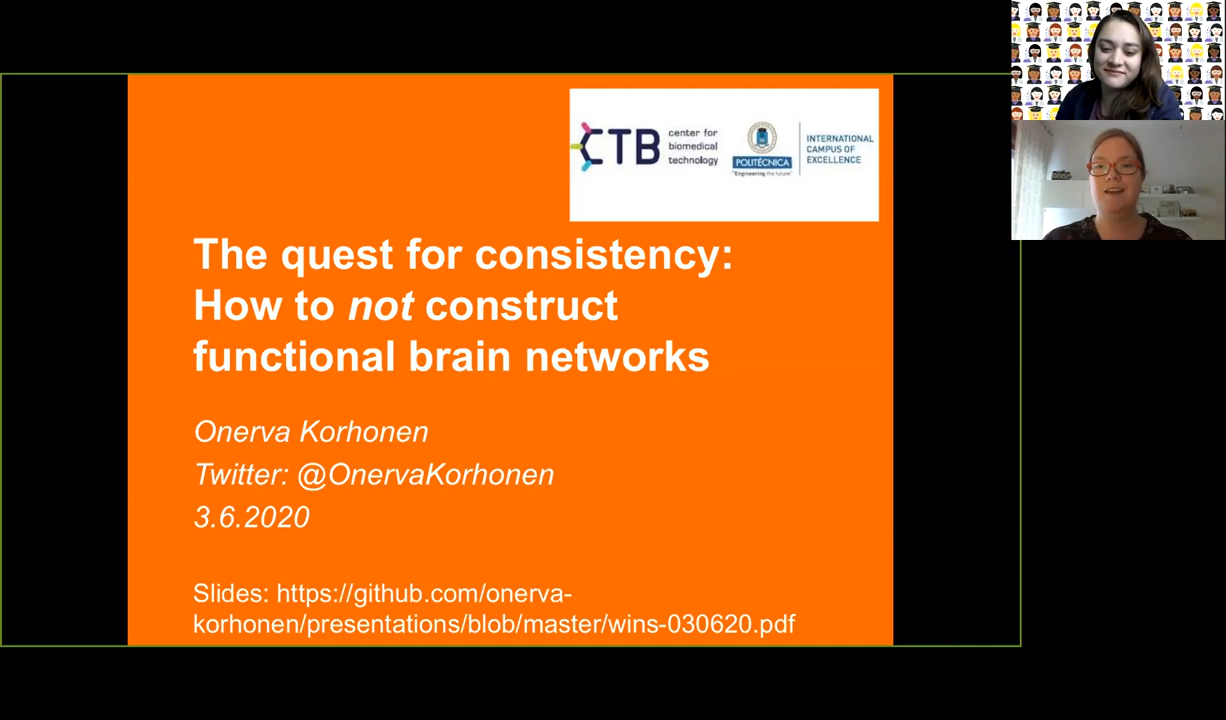 CTB
center for
biomedical
technology
POLITÉCNICA
"Engineering the future"
INTERNATIONAL
CAMPUS OF
EXCELLENCE
The quest for consistency:
How to not construct
functional brain networks
Onerva Korhonen
Twitter: @OnervaKorhonen
3.6.2020
Slides: https://github.com/onerva-
korhonen/presentations/blob/master/wins-030620.pdf